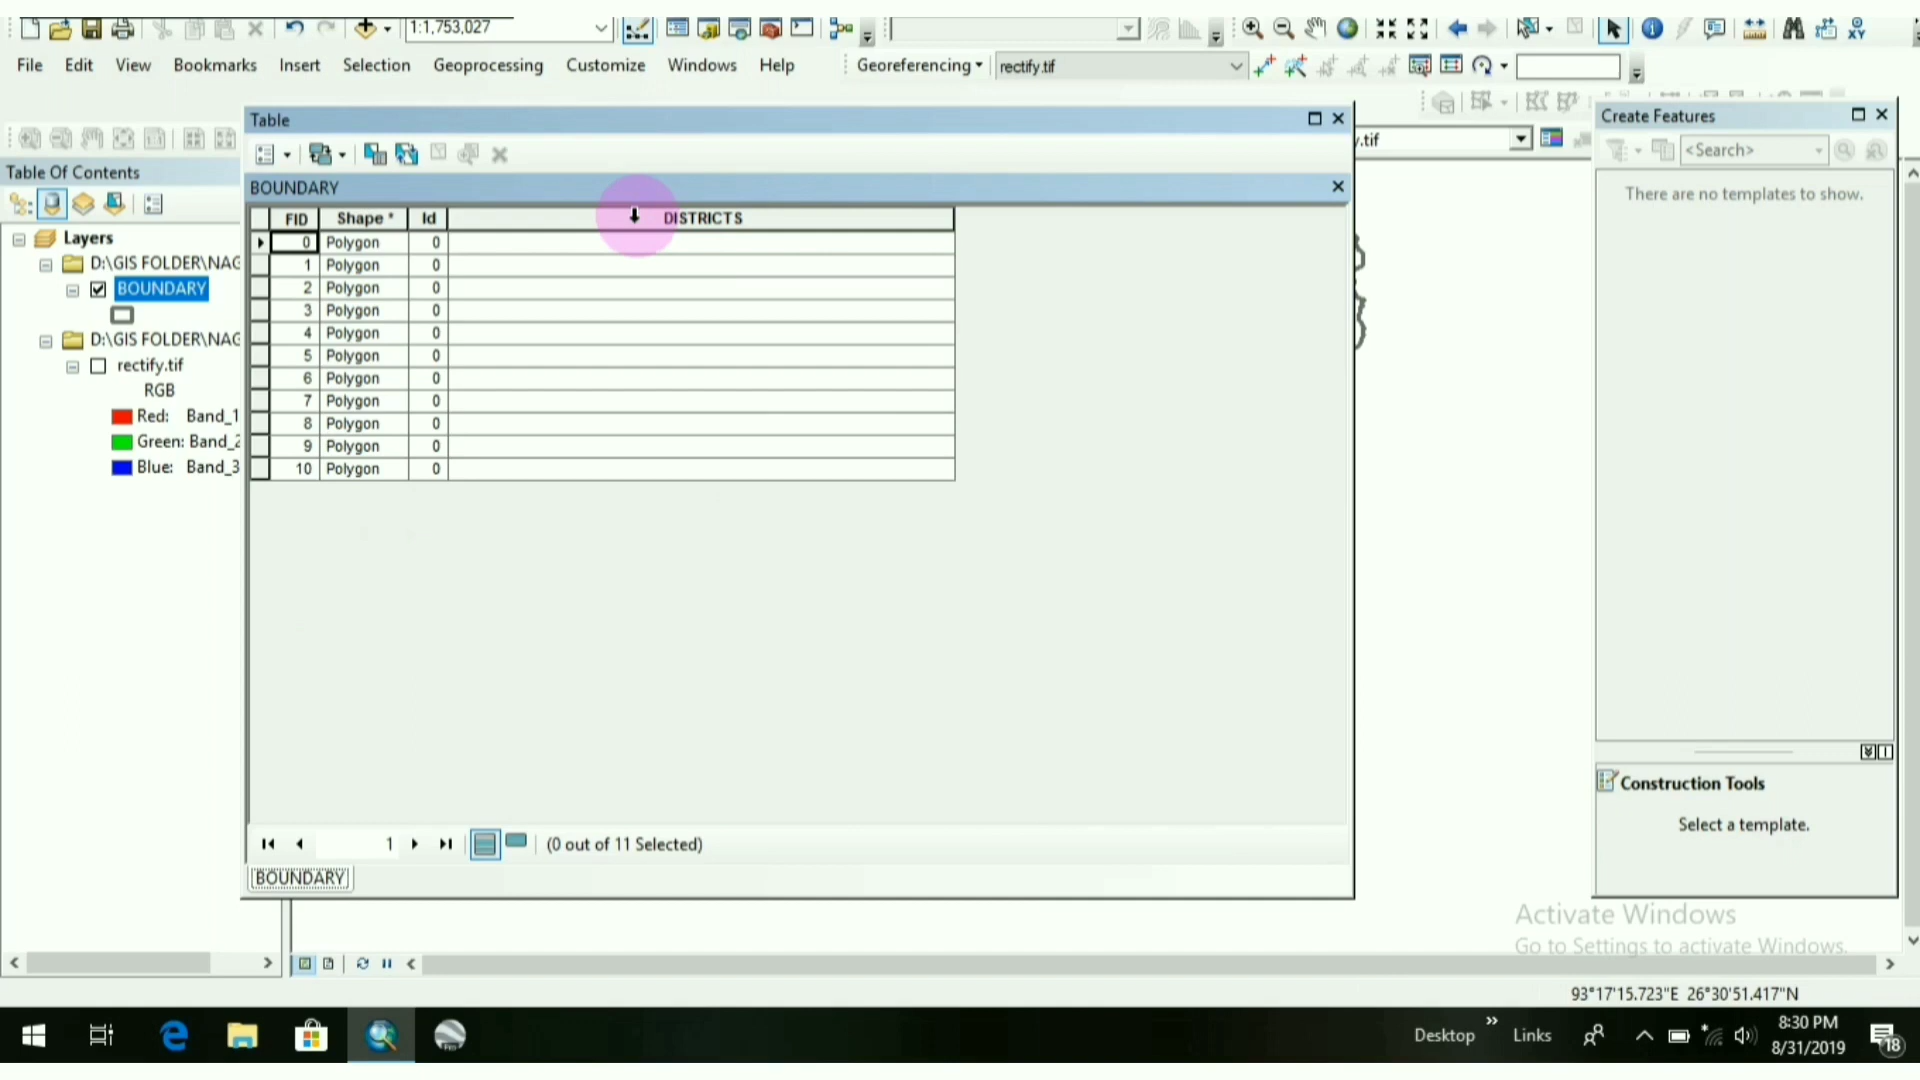 1:1,753,027
File Edit View Bookmarks Insert Selection Geoprocessing Customize Windows Help Georeferencing rectify.tif
Table
Create Features
.tif
<Search>
Table Of Contents
BOUNDARY
There are no templates to show.
FID Shape * Id DISTRICTS
0 Polygon 0
1 Polygon 0
2 Polygon 0
3 Polygon 0
4 Polygon 0
5 Polygon 0
6 Polygon 0
7 Polygon 0
8 Polygon 0
9 Polygon 0
10 Polygon 0
Layers
D:\GIS FOLDER\NAG
BOUNDARY
D:\GIS FOLDER\NAG
rectify.tif
RGB
Red: Band_1
Green: Band_2
Blue: Band_3
Construction Tools
Select a template.
1 (0 out of 11 Selected)
BOUNDARY
Activate Windows
Go to Settings to activate Windows.
93°17'15.723"E 26°30'51.417"N
Desktop Links
8:30 PM
8/31/2019
18